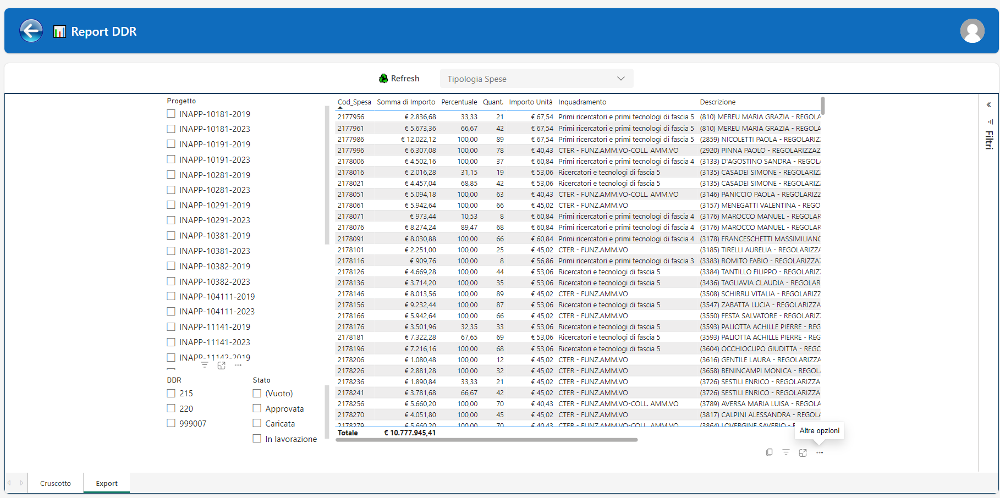 Report DDR
Refresh
Tipologia Spese
Progetto
INAPP-10181-2019
INAPP-10181-2023
INAPP-10191-2019
INAPP-10191-2023
INAPP-10281-2019
INAPP-10281-2023
INAPP-10291-2019
INAPP-10291-2023
INAPP-10381-2019
INAPP-10381-2023
INAPP-10382-2019
INAPP-10382-2023
INAPP-104111-2019
INAPP-104111-2023
INAPP-11141-2019
INAPP-11141-2023
INAPP-11142-2019
DDR
215
220
999007
Stato
(Vuoto)
Approvata
Caricata
In lavorazione
Cod_Spesa Somma di Importo Percentuale Quant. Importo Unità Inquadramento Descrizione
2177956 € 2.836,68 33,33 21 € 67,54 Primi ricercatori e primi tecnologi di fascia 5 (810) MEREU MARIA GRAZIA - REGOLA
2177961 € 5.673,36 66,67 42 € 67,54 Primi ricercatori e primi tecnologi di fascia 5 (810) MEREU MARIA GRAZIA - REGOLA
2177986 € 12.022,12 100,00 89 € 67,54 Primi ricercatori e primi tecnologi di fascia 5 (2859) NICOLETTI PAOLA - REGOLARIZ
2177996 € 6.307,08 100,00 78 € 40,43 CTER - FUNZ.AMM.VO-COLL. AMM.VO (2920) PINNA PAOLO - REGOLARIZZAZ
2178006 € 4.502,16 100,00 37 € 60,84 Primi ricercatori e primi tecnologi di fascia 4 (3133) D'AGOSTINO SANDRA - REGOL
2178016 € 2.016,28 31,15 19 € 53,06 Ricercatori e tecnologi di fascia 5 (3135) CASADEI SIMONE - REGOLARIZZ
2178021 € 4.457,04 68,85 42 € 53,06 Ricercatori e tecnologi di fascia 5 (3135) CASADEI SIMONE - REGOLARIZZ
2178051 € 5.094,18 100,00 63 € 40,43 CTER - FUNZ.AMM.VO-COLL. AMM.VO (3146) PANICCIO PAOLA - REGOLARIZZ
2178061 € 5.942,64 100,00 66 € 45,02 CTER - FUNZ.AMM.VO (3157) MENEGATTI VALENTINA - REGO
2178071 € 973,44 10,53 8 € 60,84 Primi ricercatori e primi tecnologi di fascia 4 (3176) MAROCCO MANUEL - REGOLAR
2178076 € 8.274,24 89,47 68 € 60,84 Primi ricercatori e primi tecnologi di fascia 4 (3176) MAROCCO MANUEL - REGOLAR
2178091 € 8.030,88 100,00 66 € 60,84 Primi ricercatori e primi tecnologi di fascia 4 (3178) FRANCESCHETTI MASSIMILIANO
2178101 € 2.251,00 100,00 25 € 45,02 CTER - FUNZ.AMM.VO (3185) TIRELLI AURELIA - REGOLARIZZA
2178116 € 909,76 100,00 8 € 56,86 Primi ricercatori e primi tecnologi di fascia 3 (3383) ROMITO FABIO - REGOLARIZZAZ
2178126 € 4.669,28 100,00 44 € 53,06 Ricercatori e tecnologi di fascia 5 (3384) TANTILLO FILIPPO - REGOLARIZ
2178136 € 3.714,20 100,00 35 € 53,06 Ricercatori e tecnologi di fascia 5 (3436) TAGLIAVIA CLAUDIA - REGOLAR
2178146 € 8.013,56 100,00 89 € 45,02 CTER - FUNZ.AMM.VO (3508) SCHIRRU VITALIA - REGOLARIZZ
2178156 € 9.232,44 100,00 87 € 53,06 Ricercatori e tecnologi di fascia 5 (3547) ZABATTA LUCIA - REGOLARIZZA
2178166 € 5.942,64 100,00 66 € 45,02 CTER - FUNZ.AMM.VO (3550) FESTA SALVATORE - REGOLARIZ
2178176 € 3.501,96 32,35 33 € 53,06 Ricercatori e tecnologi di fascia 5 (3593) PALIOTTA ACHILLE PIERRE - REG
2178181 € 7.322,28 67,65 69 € 53,06 Ricercatori e tecnologi di fascia 5 (3593) PALIOTTA ACHILLE PIERRE - REG
2178196 € 7.216,16 100,00 68 € 53,06 Ricercatori e tecnologi di fascia 5 (3604) OCCHIOCUPO GIUDITTA - REGO
2178206 € 1.080,48 100,00 12 € 45,02 CTER - FUNZ.AMM.VO (3616) GENTILE LAURA - REGOLARIZZ
2178226 € 2.881,28 100,00 32 € 45,02 CTER - FUNZ.AMM.VO (3658) BENINCAMPI MONICA - REGOL
2178236 € 1.890,84 33,33 21 € 45,02 CTER - FUNZ.AMM.VO (3726) SESTILI ENRICO - REGOLARIZZA
2178241 € 3.781,68 66,67 42 € 45,02 CTER - FUNZ.AMM.VO (3726) SESTILI ENRICO - REGOLARIZZA
2178256 € 5.660,20 100,00 70 € 40,43 CTER - FUNZ.AMM.VO-COLL. AMM.VO (3789) AVERSA MARIA LUISA - REGOLA
2178270 € 4.051,80 100,00 45 € 45,02 CTER - FUNZ.AMM.VO (3817) CALPINI ALESSANDRA - REGOL
2178279 € 5.660,20 100,00 70 € 40,43 CTER - FUNZ.AMM.VO-COLL. AMM.VO (3864) LOVERGINE SAVERIO -
Totale € 10.777.945,41
Altre opzioni
Filtri
Cruscotto
Export